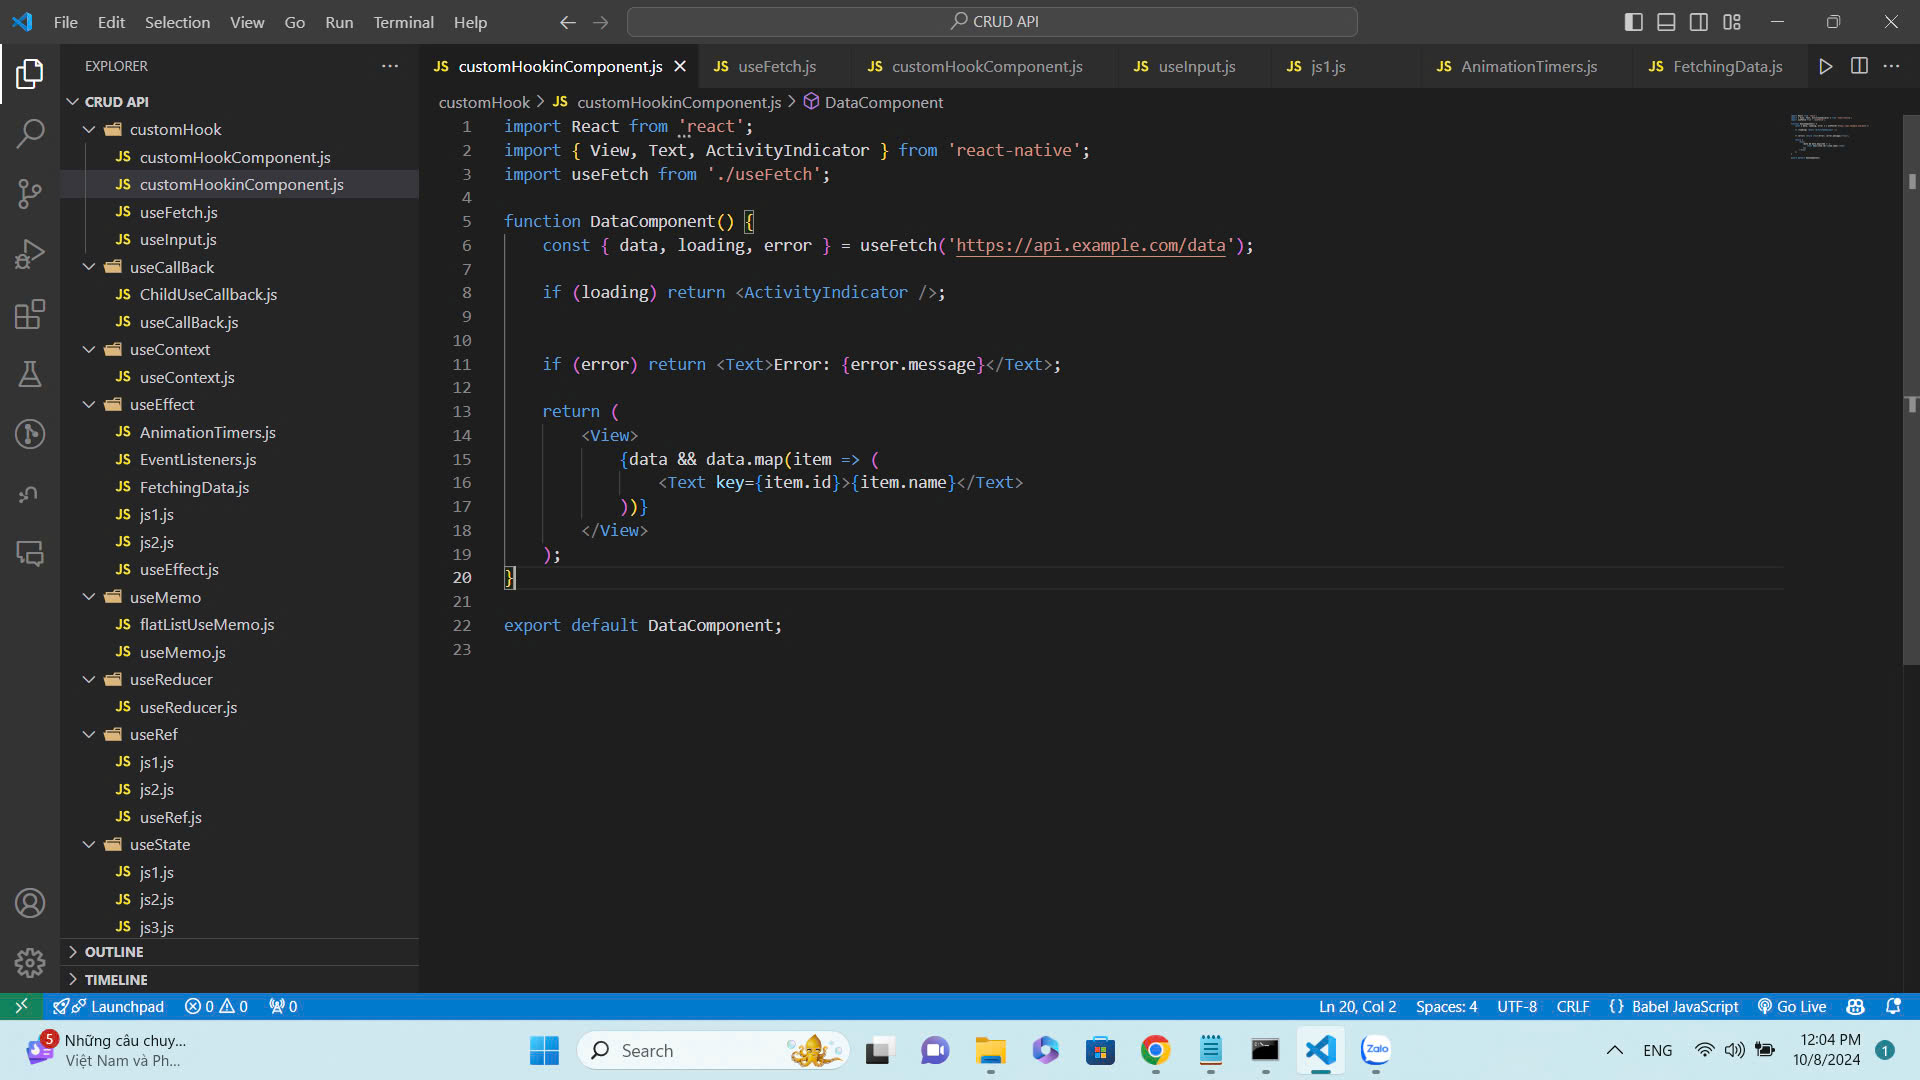 File Edit Selection View Go Run Terminal Help
CRUD API
EXPLORER
CRUD API
customHook
JS customHookComponent.js
JS customHookinComponent.js
JS useFetch.js
JS useInput.js
useCallBack
JS ChildUseCallback.js
JS useCallBack.js
useContext
JS useContext.js
useEffect
JS AnimationTimers.js
JS EventListeners.js
JS FetchingData.js
JS js1.js
JS js2.js
JS useEffect.js
useMemo
JS flatListUseMemo.js
JS useMemo.js
useReducer
JS useReducer.js
useRef
JS js1.js
JS js2.js
JS useRef.js
useState
JS js1.js
JS js2.js
JS js3.js
OUTLINE
TIMELINE
JS customHookinComponent.js JS useFetch.js JS customHookComponent.js JS useInput.js JS js1.js JS AnimationTimers.js JS FetchingData.js
customHook > JS customHookinComponent.js > DataComponent
1 import React from 'react';
2 import { View, Text, ActivityIndicator } from 'react-native';
3 import useFetch from './useFetch';
4
5 function DataComponent() {
6 const { data, loading, error } = useFetch('https://api.example.com/data');
7
8 if (loading) return <ActivityIndicator />;
9
10
11 if (error) return <Text>Error: {error.message}</Text>;
12
13 return (
14 <View>
15 {data && data.map(item => (
16 <Text key={item.id}>{item.name}</Text>
17 ))}
18 </View>
19 );
20 }
21
22 export default DataComponent;
23
Launchpad 0 0 0 Ln 20, Col 2 Spaces: 4 UTF-8 CRLF {} Babel JavaScript Go Live
5 Những câu chuy...
Việt Nam và Ph...
Search
Zalo
ENG
12:04 PM
10/8/2024
1